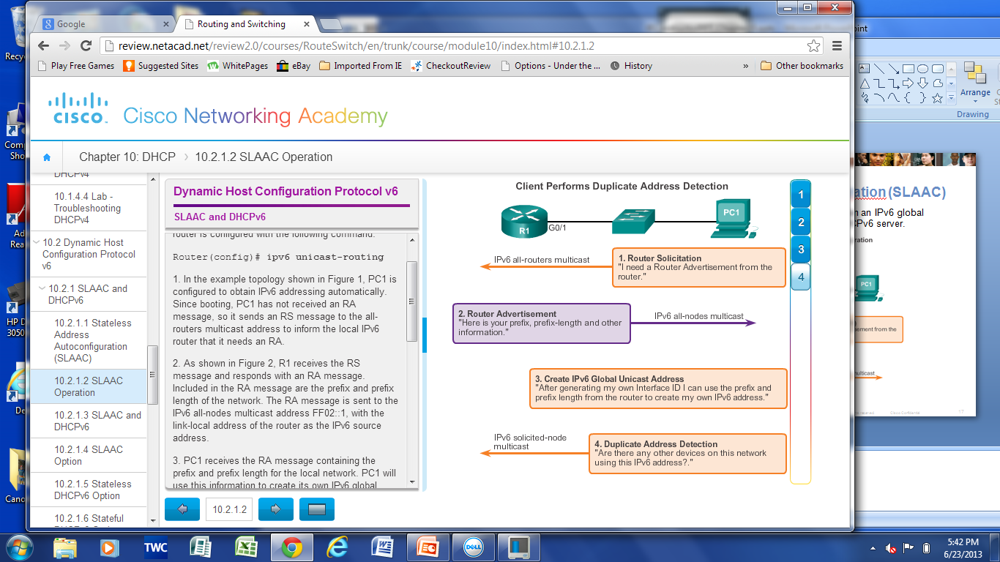 Google
Routing and Switching
review.netacad.net/review2.0/courses/RouteSwitch/en/trunk/course/module10/index.html#10.2.1.2
Play Free Games
Suggested Sites
WhitePages
eBay
Imported From IE
CheckoutReview
Options - Under the ...
History
»
Other bookmarks
CISCO.
Cisco Networking Academy
Chapter 10: DHCP
10.2.1.2 SLAAC Operation
DHCPv4
10.1.4.4 Lab -
Troubleshooting
DHCPv4
10.2 Dynamic Host
Configuration Protocol
v6
10.2.1 SLAAC and
DHCPv6
10.2.1.1 Stateless
Address
Autoconfiguration
(SLAAC)
10.2.1.2 SLAAC
Operation
10.2.1.3 SLAAC and
DHCPv6
10.2.1.4 SLAAC
Option
10.2.1.5 Stateless
DHCPv6 Option
10.2.1.6 Stateful
Dynamic Host Configuration Protocol v6
SLAAC and DHCPv6
router is configured with the following command:
Router(config)# ipv6 unicast-routing
1. In the example topology shown in Figure 1, PC1 is
configured to obtain IPv6 addressing automatically.
Since booting, PC1 has not received an RA
message, so it sends an RS message to the all-
routers multicast address to inform the local IPv6
router that it needs an RA.
2. As shown in Figure 2, R1 receives the RS
message and responds with an RA message.
Included in the RA message are the prefix and prefix
length of the network. The RA message is sent to the
IPv6 all-nodes multicast address FF02::1, with the
link-local address of the router as the IPv6 source
address.
3. PC1 receives the RA message containing the
prefix and prefix length for the local network. PC1 will
use this information to create its own IPv6 global
10.2.1.2
Client Performs Duplicate Address Detection
R1
G0/1
PC1
IPv6 all-routers multicast
1. Router Solicitation
"I need a Router Advertisement from the
router."
2. Router Advertisement
"Here is your prefix, prefix-length and other
information."
IPv6 all-nodes multicast
3. Create IPv6 Global Unicast Address
"After generating my own Interface ID I can use the prefix and
prefix length from the router to create my own IPv6 address."
IPv6 solicited-node
multicast
4. Duplicate Address Detection
"Are there any other devices on this network
using this IPv6 address?."
1
2
3
4
Arrange
Drawing
(SLAAC)
an IPv6 global
server.
PC1
ement from the
17
Cisco Confidential
Recyc
Comp
Sho
Ad
Rea
HP D
3050
De
Cano
TWC
DELL
5:42 PM
6/23/2013